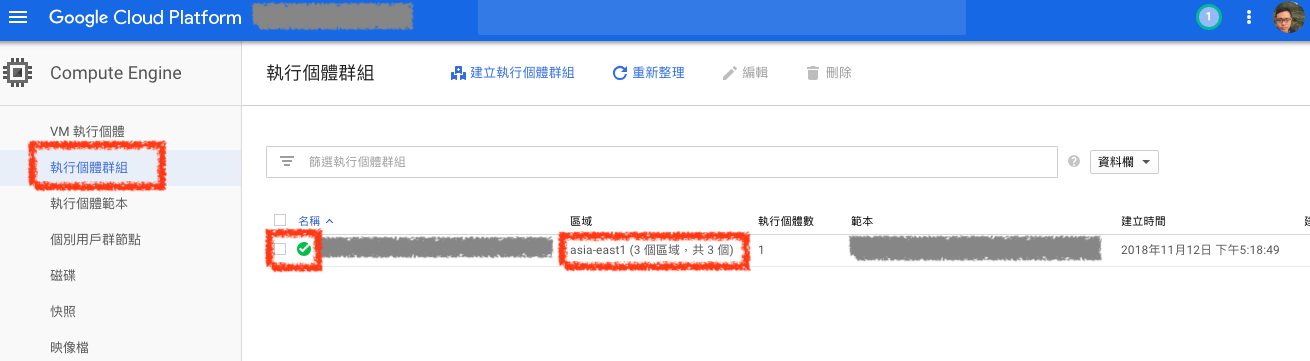 Google Cloud Platform
1
Compute Engine
執行個體群組
建立執行個體群組
重新整理
編輯
刪除
VM 執行個體
執行個體群組
執行個體範本
個別用戶群節點
磁碟
快照
映像檔
篩選執行個體群組
?
資料欄
名稱 區域 執行個體數 範本 建立時間
asia-east1 (3 個區域，共 3 個) 1 2018年11月12日 下午5:18:49